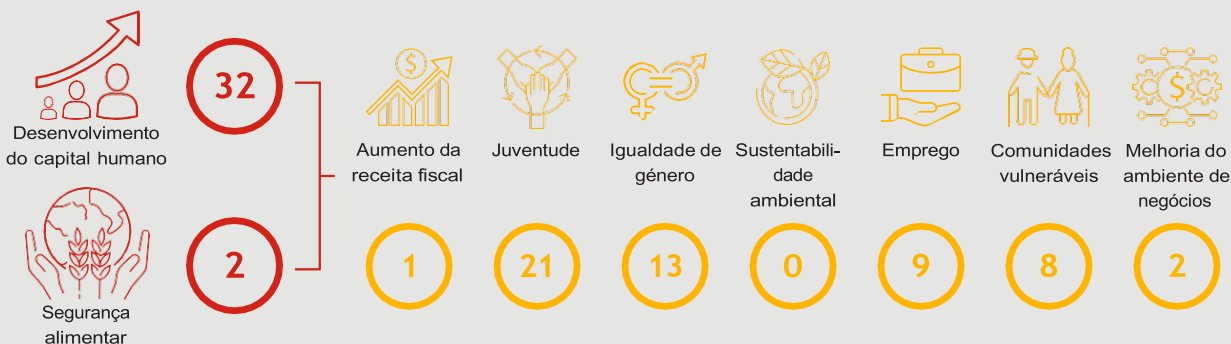 32
Desenvolvimento
do capital humano
2
Segurança
alimentar
$
Aumento da
receita fiscal
1
Juventude
21
Igualdade de
género
13
Sustentabili-
dade
ambiental
0
Emprego
9
Comunidades
vulneráveis
8
$
Melhoria do
ambiente de
negócios
2